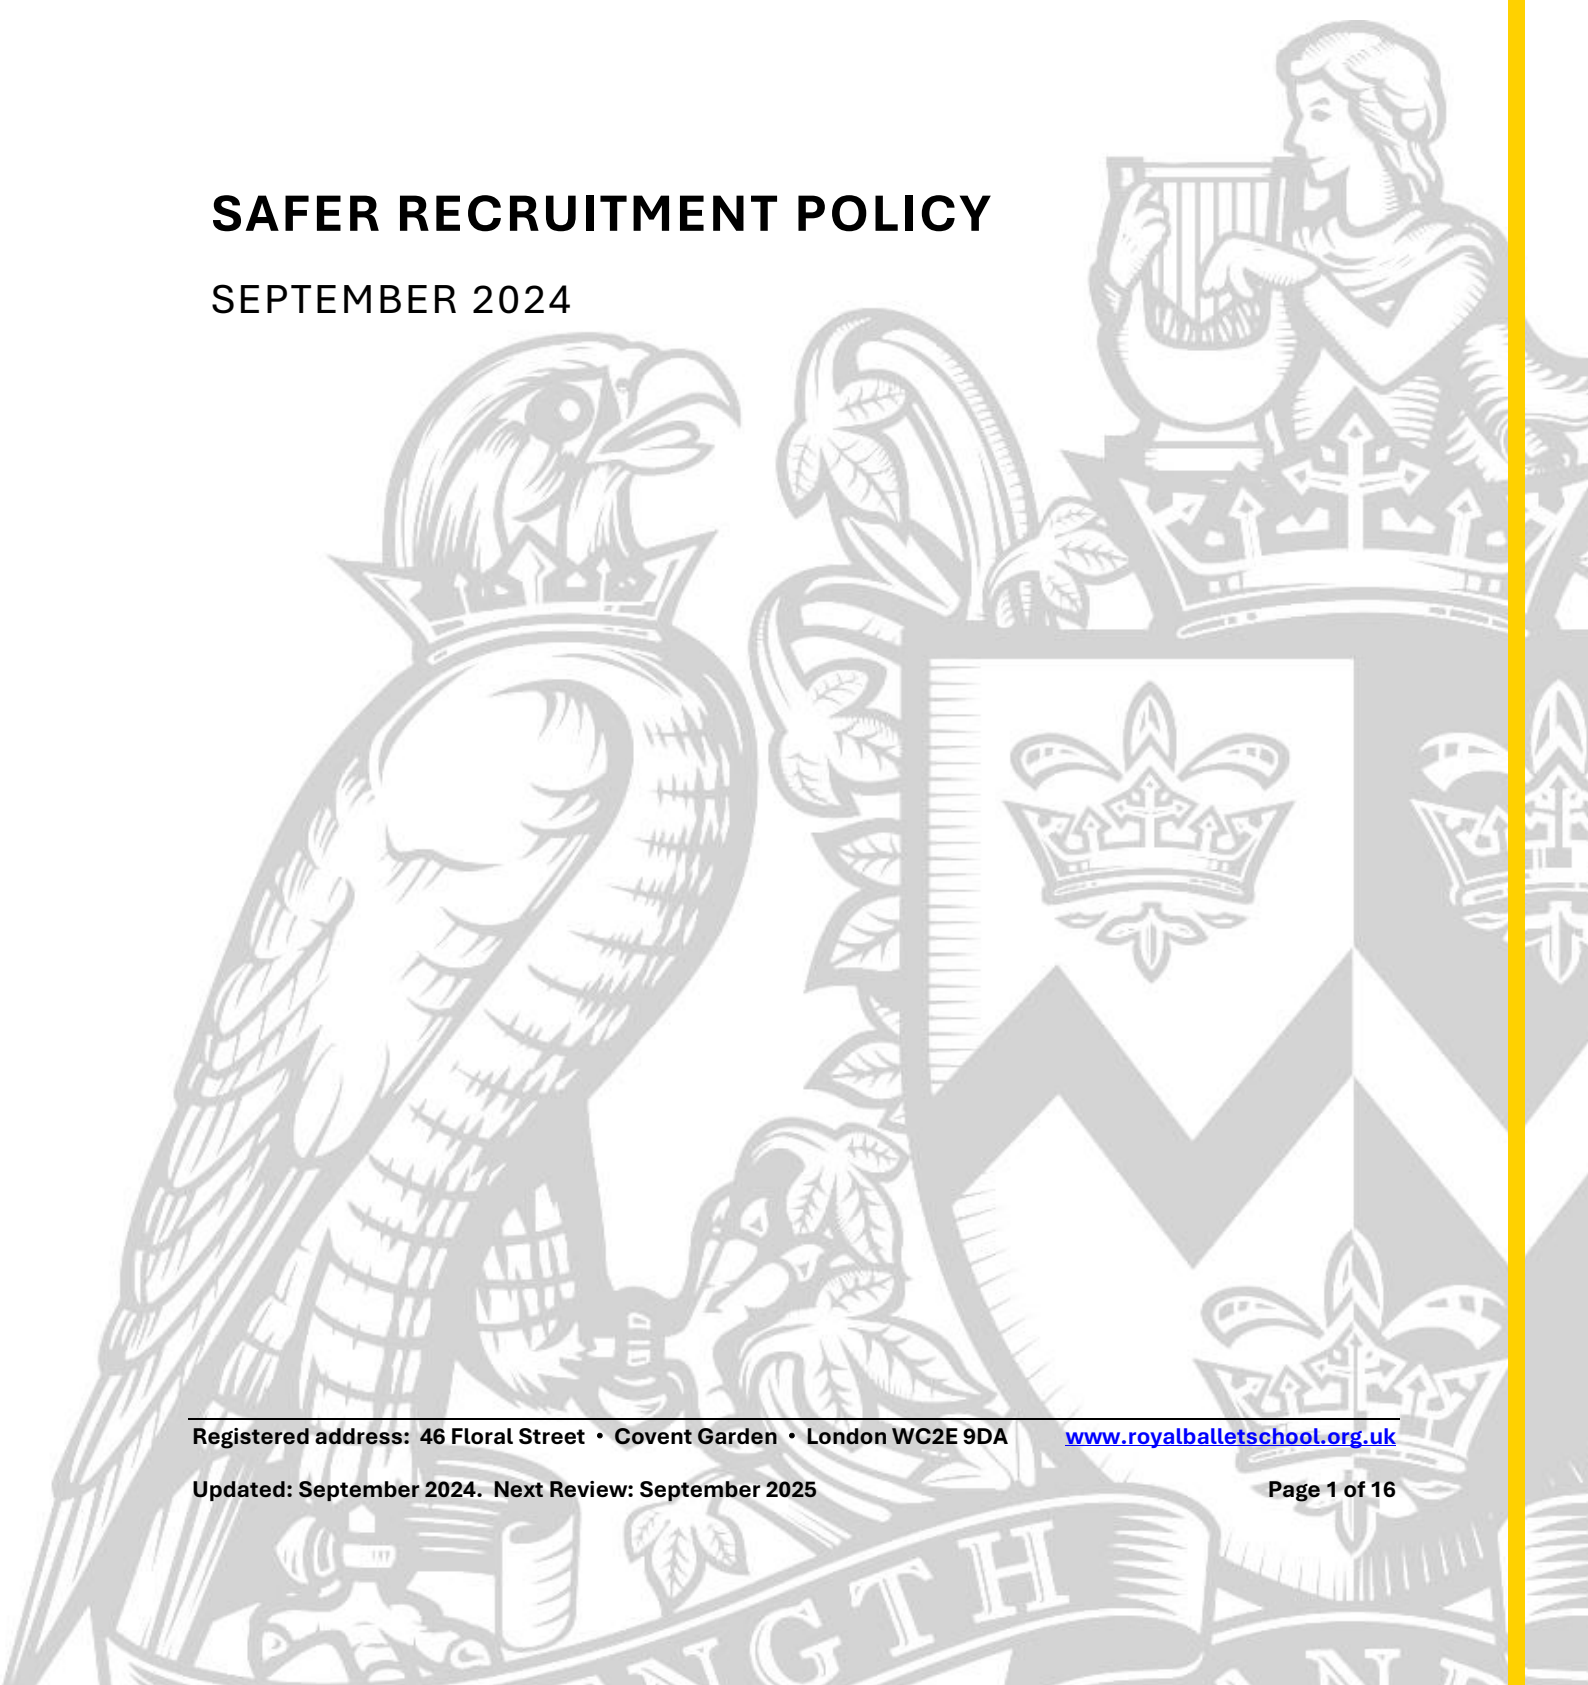 SAFER RECRUITMENT POLICY
SEPTEMBER 2024
Registered address: 46 Floral Street • Covent Garden • London WC2E 9DA www.royalballetschool.org.uk
Updated: September 2024. Next Review: September 2025 Page 1 of 16